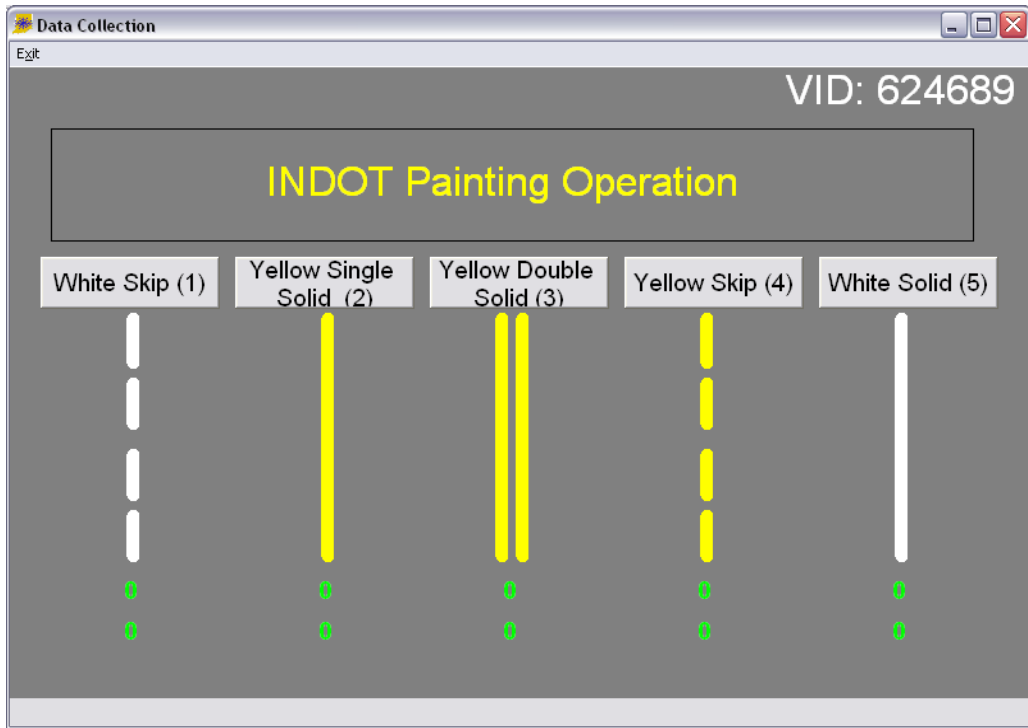 Data Collection
Exit
VID: 624689
INDOT Painting Operation
White Skip (1)
Yellow Single
Solid (2)
Yellow Double
Solid (3)
Yellow Skip (4)
White Solid (5)
0 0 0 0 0
0 0 0 0 0